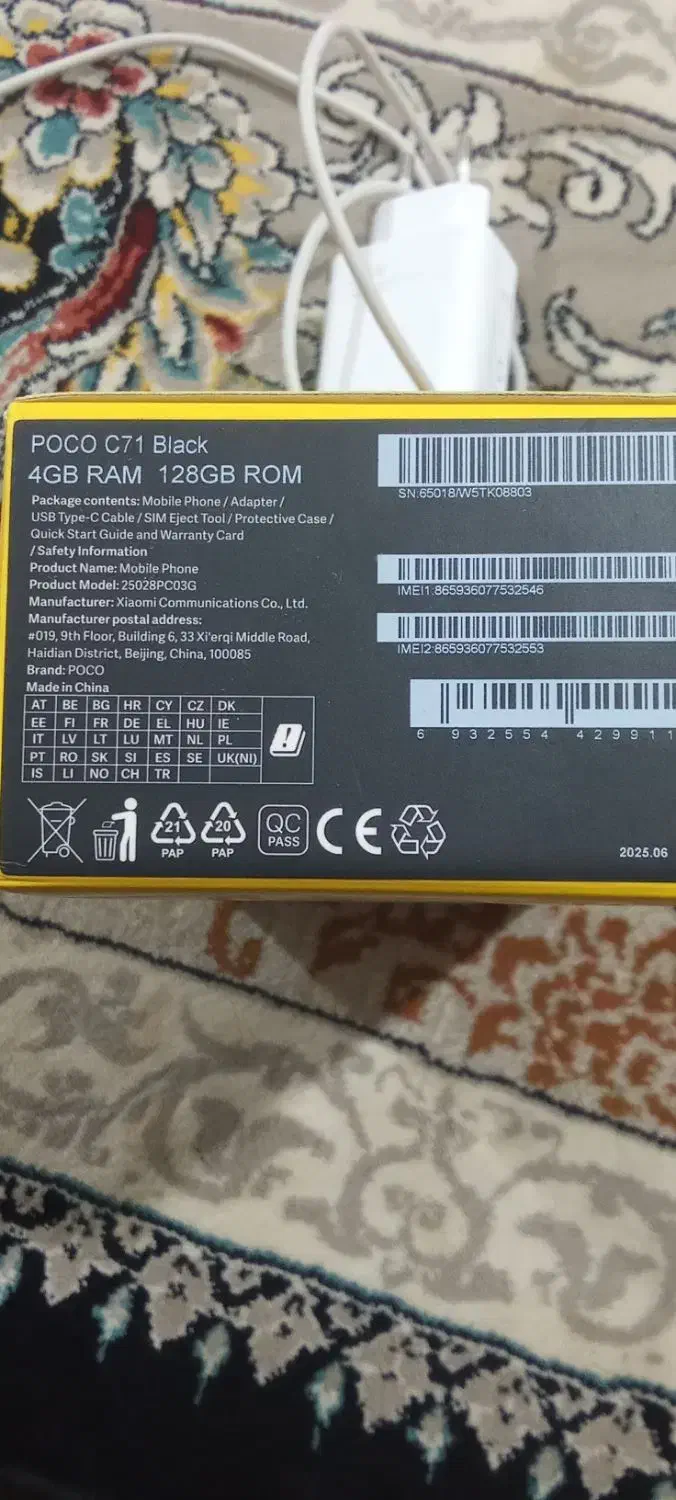 POCO C71 Black
4GB RAM 128GB ROM
Package contents: Mobile Phone / Adapter /
USB Type-C Cable / SIM Eject Tool / Protective Case /
Quick Start Guide and Warranty Card
/ Safety Information
Product Name: Mobile Phone
Product Model: 25028PC03G
Manufacturer: Xiaomi Communications Co., Ltd.
Manufacturer postal address:
#019, 9th Floor, Building 6, 33 Xi'erqi Middle Road,
Haidian District, Beijing, China, 100085
Brand: POCO
Made in China
AT BE BG HR CY CZ DK
EE FI FR DE EL HU IE
IT LV LT LU MT NL PL
PT RO SK SI ES SE UK(NI)
IS LI NO CH TR
SN:65018/W5TK08803
IMEI1:865936077532546
IMEI2:865936077532553
6 932554 429911
21 PAP
20 PAP
QC PASS
CE
2025.06